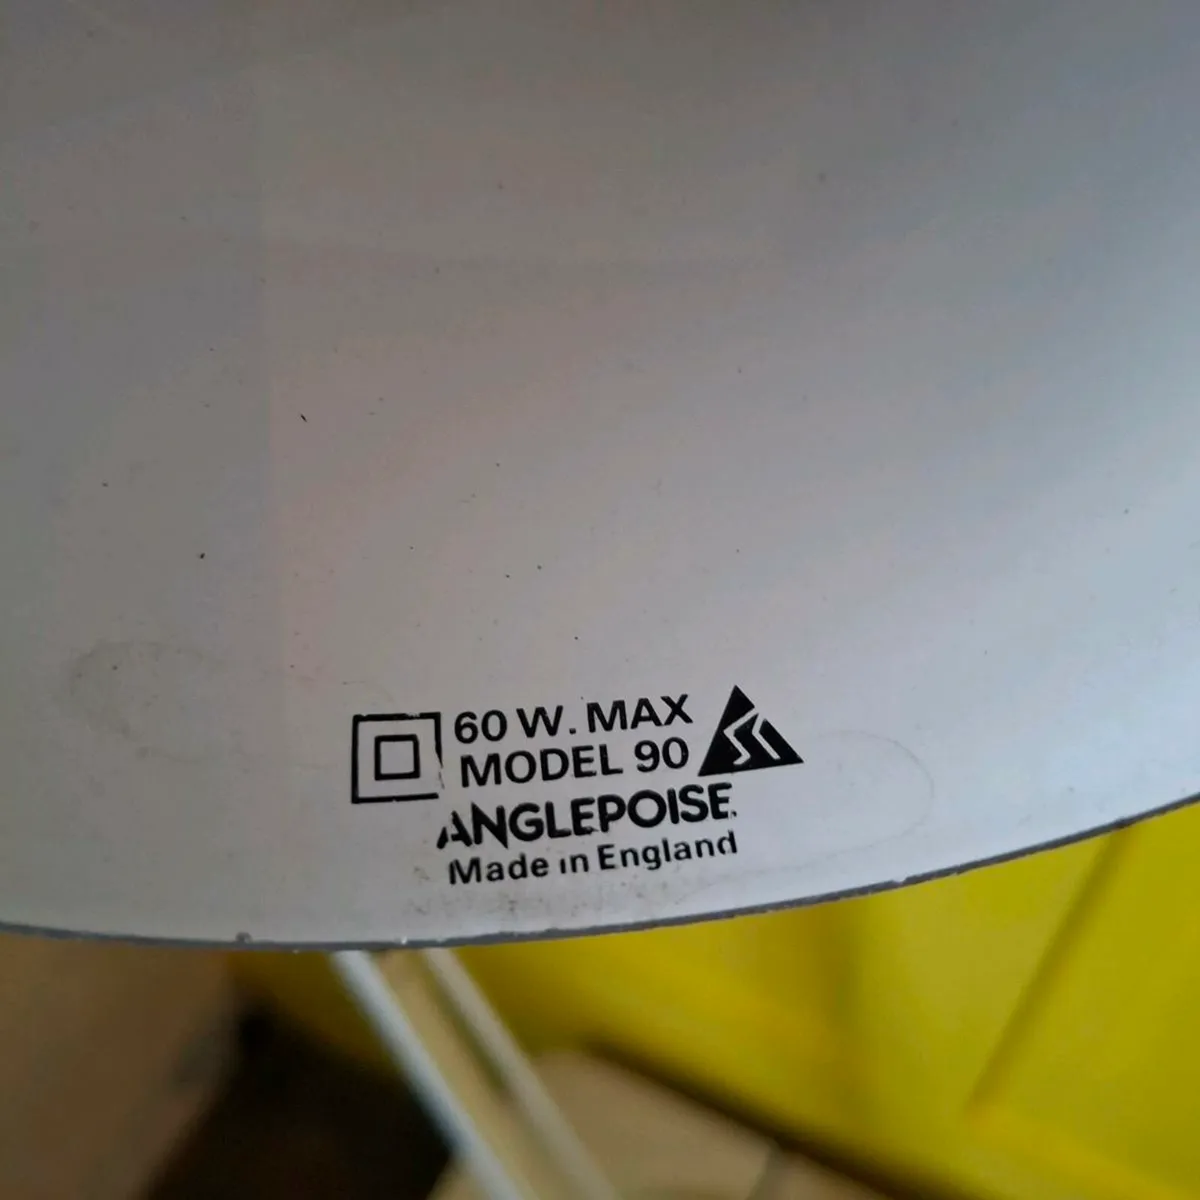 60 W. MAX
MODEL 90
ANGLEPOISE
Made in England